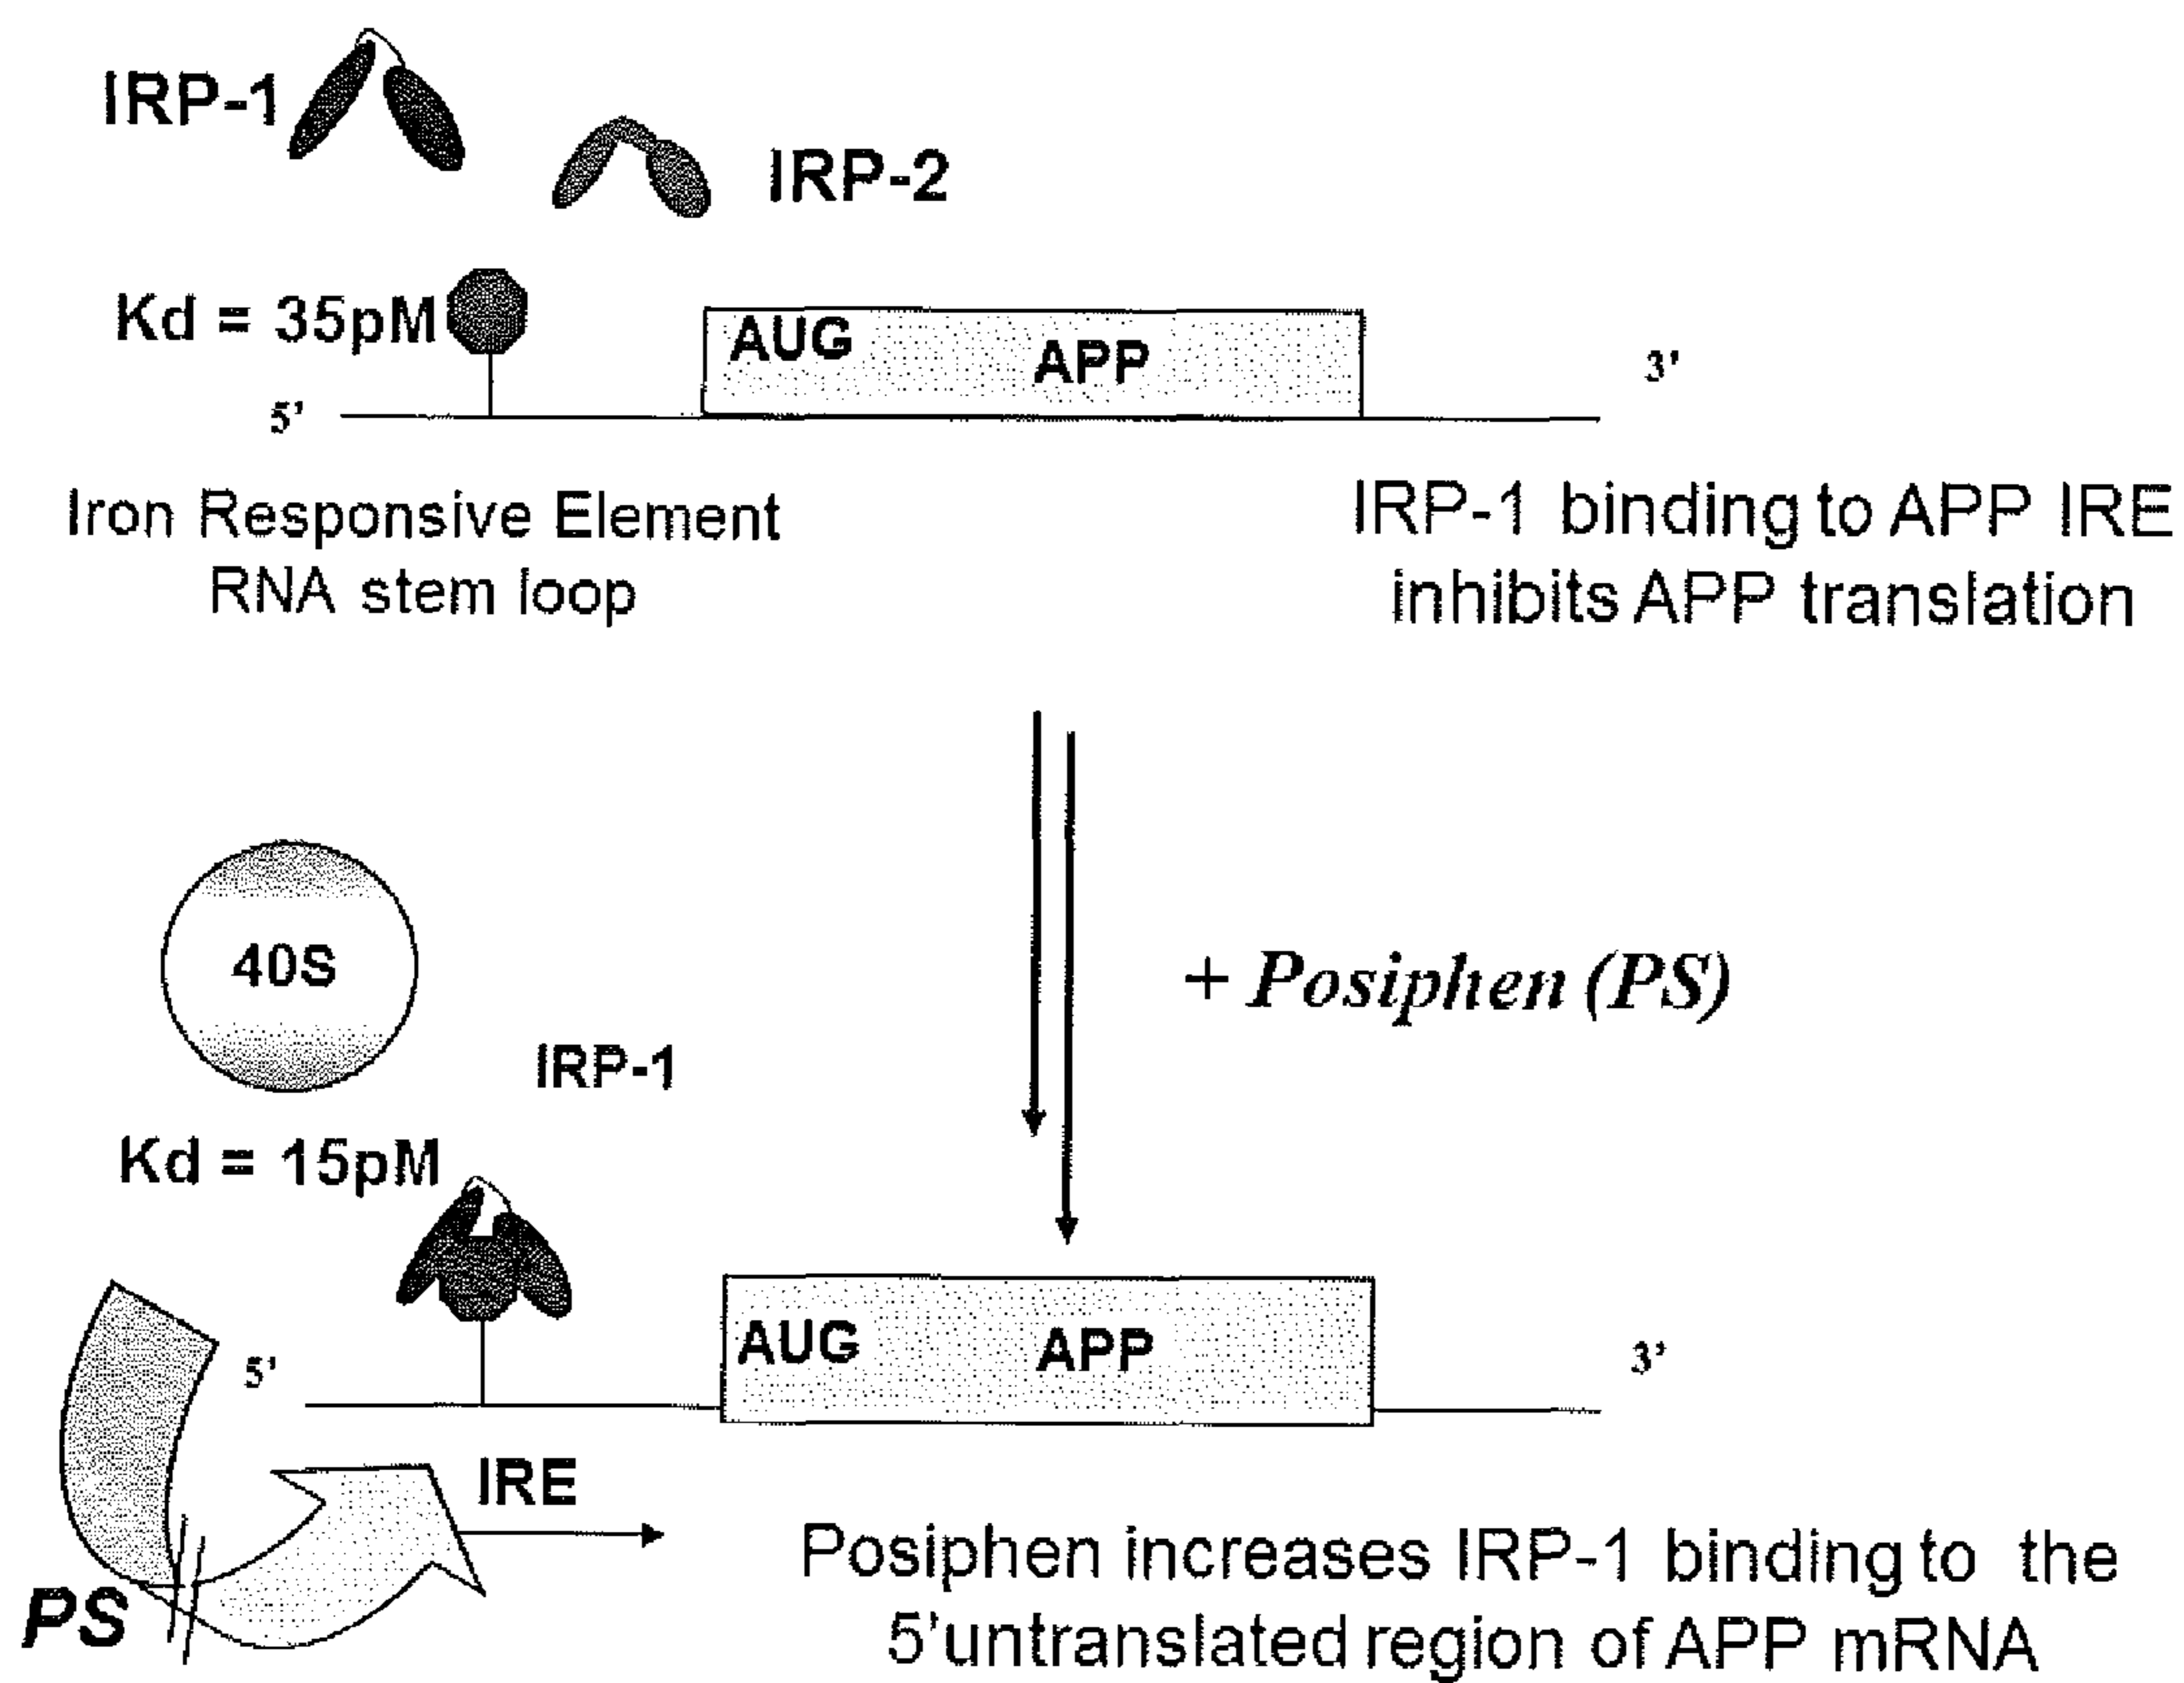 IRP-1
IRP-2
Kd = 35pM
AUG
APP
3'
5'
Iron Responsive Element
RNA stem loop
IRP-1 binding to APP IRE
inhibits APP translation
40S
+ Posiphen (PS)
IRP-1
Kd = 15pM
5'
AUG
APP
3'
IRE
PS
Posiphen increases IRP-1 binding to the
5'untranslated region of APP mRNA